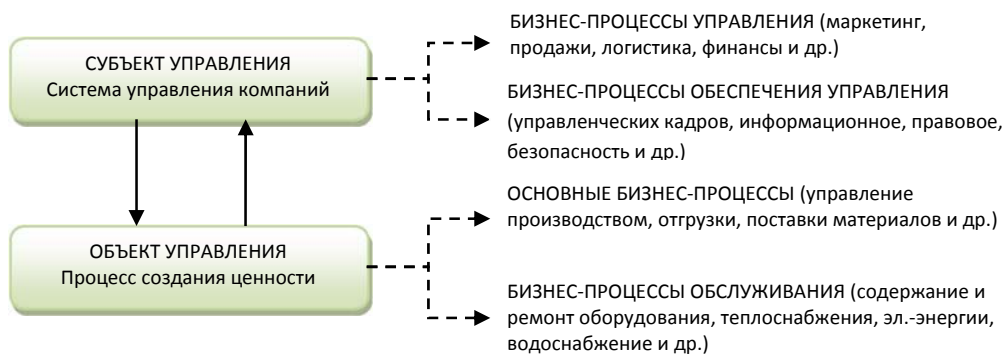 СУБЪЕКТ УПРАВЛЕНИЯ
Система управления компаний
БИЗНЕС-ПРОЦЕССЫ УПРАВЛЕНИЯ (маркетинг,
продажи, логистика, финансы и др.)
БИЗНЕС-ПРОЦЕССЫ ОБЕСПЕЧЕНИЯ УПРАВЛЕНИЯ
(управленческих кадров, информационное, правовое,
безопасность и др.)
ОБЪЕКТ УПРАВЛЕНИЯ
Процесс создания ценности
ОСНОВНЫЕ БИЗНЕС-ПРОЦЕССЫ (управление
производством, отгрузки, поставки материалов и др.)
БИЗНЕС-ПРОЦЕССЫ ОБСЛУЖИВАНИЯ (содержание и
ремонт оборудования, теплоснабжения, эл.-энергии,
водоснабжение и др.)